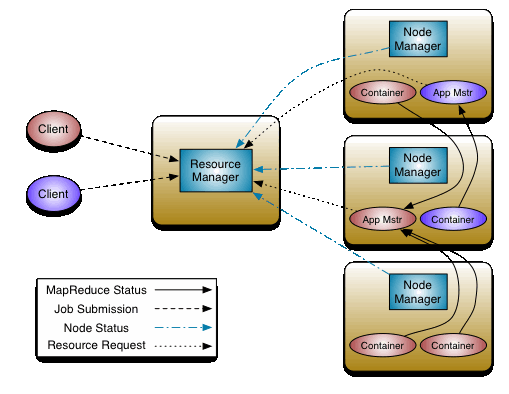 Node
Manager
Container
App Mstr
Client
Client
Resource
Manager
Node
Manager
App Mstr
Container
Node
Manager
Container
Container
MapReduce Status
Job Submission
Node Status
Resource Request